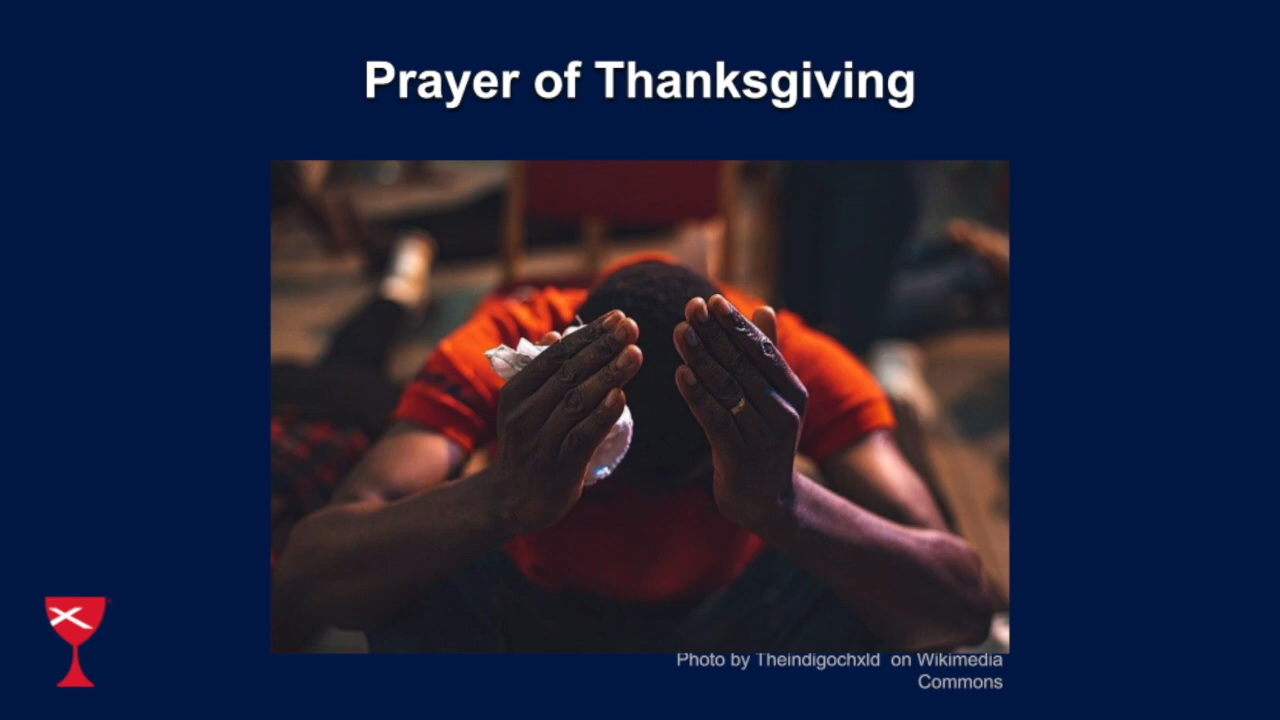 Prayer of Thanksgiving
Photo by Theindigochxld on Wikimedia
Commons